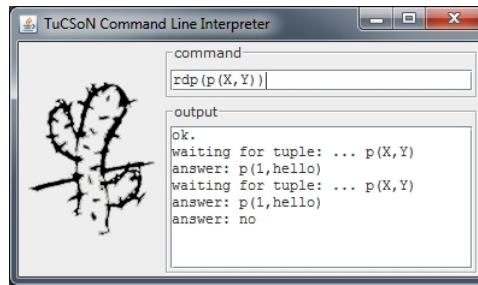 TuCSoN Command Line Interpreter
command
rdp(p(X,Y))
output
ok.
waiting for tuple: ... p(X,Y)
answer: p(1,hello)
waiting for tuple: ... p(X,Y)
answer: p(1,hello)
answer: no